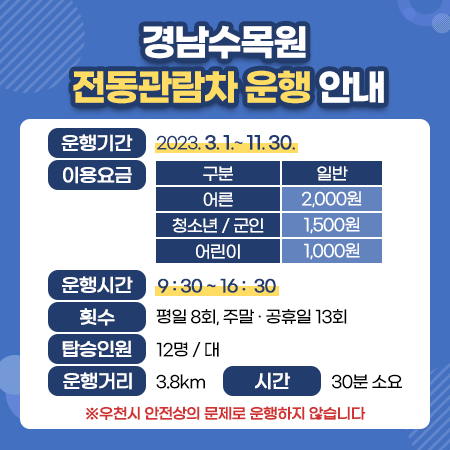 경남수목원
전동관람차 운행 안내
운행기간 2023. 3. 1.~ 11. 30.
이용요금 구분 일반
어른 2,000원
청소년 / 군인 1,500원
어린이 1,000원
운행시간 9 : 30 ~ 16 : 30
횟수 평일 8회, 주말 · 공휴일 13회
탑승인원 12명 / 대
운행거리 3.8km 시간 30분 소요
※우천시 안전상의 문제로 운행하지 않습니다